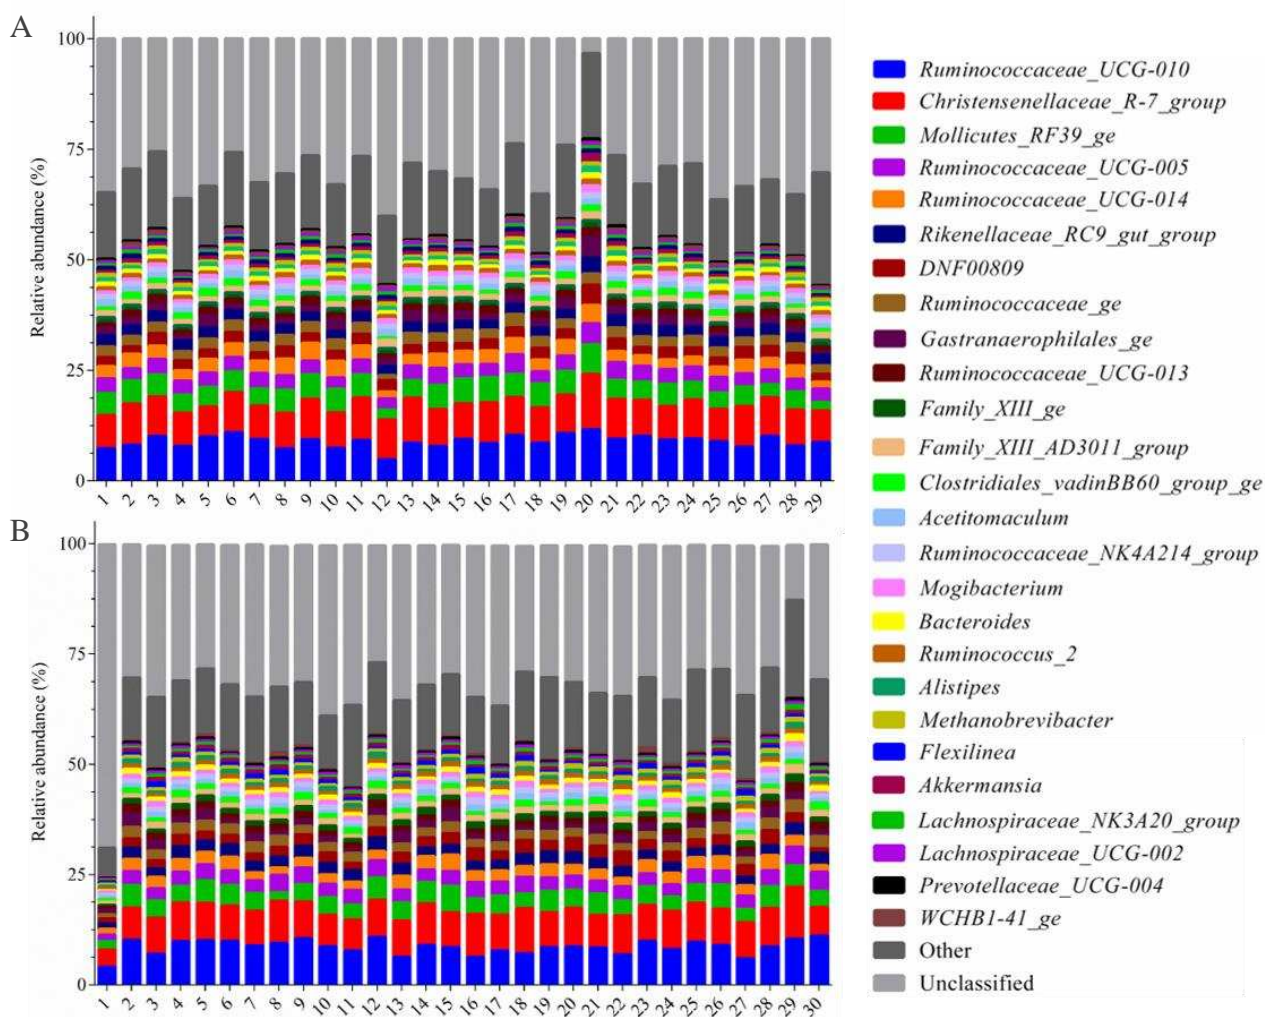 A
100
75
50
25
0
Relative abundance (%)
1 2 3 4 5 6 7 8 9 10 11 12 13 14 15 16 17 18 19 20 21 22 23 24 25 26 27 28 29
B
100
75
50
25
0
Relative abundance (%)
1 2 3 4 5 6 7 8 9 10 11 12 13 14 15 16 17 18 19 20 21 22 23 24 25 26 27 28 29 30
Ruminococcaceae_UCG-010
Christensenellaceae_R-7_group
Mollicutes_RF39_ge
Ruminococcaceae_UCG-005
Ruminococcaceae_UCG-014
Rikenellaceae_RC9_gut_group
DNF00809
Ruminococcaceae_ge
Gastranaerophilales_ge
Ruminococcaceae_UCG-013
Family_XIII_ge
Family_XIII_AD3011_group
Clostridiales_vadinBB60_group_ge
Acetitomaculum
Ruminococcaceae_NK4A214_group
Mogibacterium
Bacteroides
Ruminococcus_2
Alistipes
Methanobrevibacter
Flexilinea
Akkermansia
Lachnospiraceae_NK3A20_group
Lachnospiraceae_UCG-002
Prevotellaceae_UCG-004
WCHB1-41_ge
Other
Unclassified